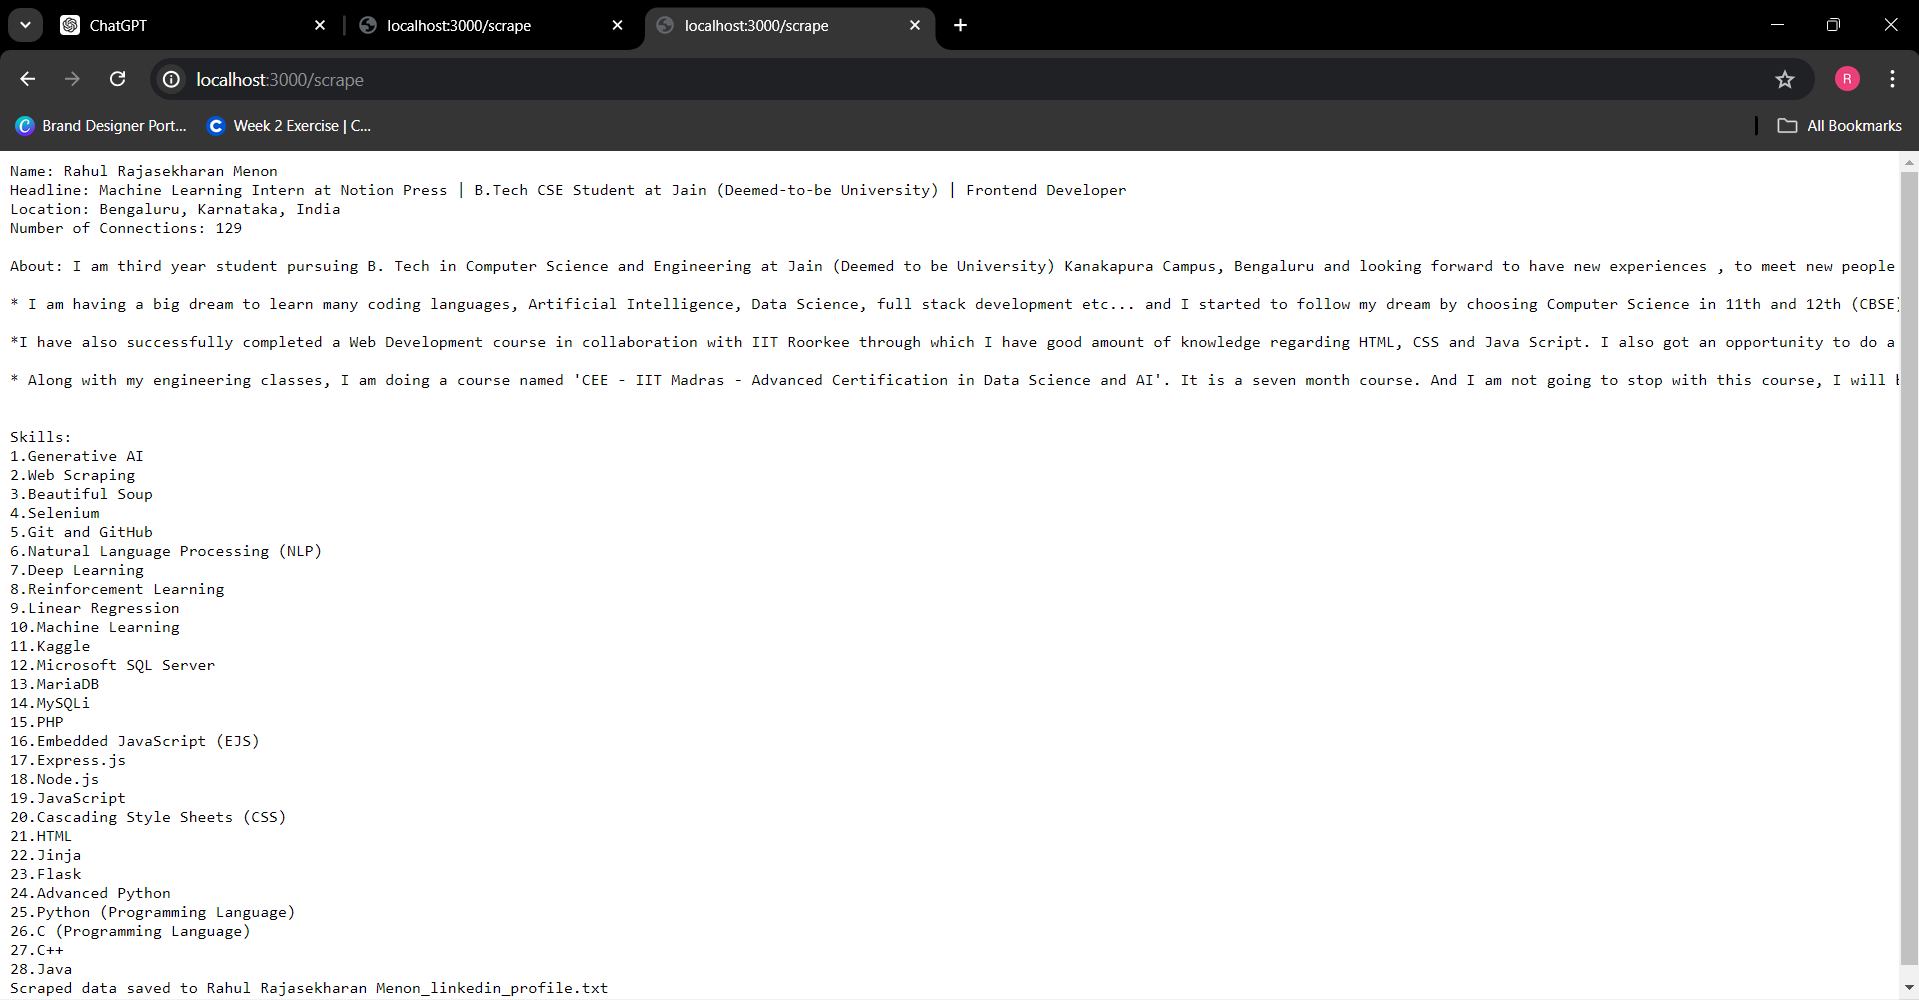 ChatGPT
localhost:3000/scrape
localhost:3000/scrape
localhost:3000/scrape
R
Brand Designer Port...
Week 2 Exercise | C...
All Bookmarks
Name: Rahul Rajasekharan Menon
Headline: Machine Learning Intern at Notion Press | B.Tech CSE Student at Jain (Deemed-to-be University) | Frontend Developer
Location: Bengaluru, Karnataka, India
Number of Connections: 129
About: I am third year student pursuing B. Tech in Computer Science and Engineering at Jain (Deemed to be University) Kanakapura Campus, Bengaluru and looking forward to have new experiences , to meet new people
* I am having a big dream to learn many coding languages, Artificial Intelligence, Data Science, full stack development etc... and I started to follow my dream by choosing Computer Science in 11th and 12th (CBSE)
*I have also successfully completed a Web Development course in collaboration with IIT Roorkee through which I have good amount of knowledge regarding HTML, CSS and Java Script. I also got an opportunity to do a
* Along with my engineering classes, I am doing a course named 'CEE - IIT Madras - Advanced Certification in Data Science and AI'. It is a seven month course. And I am not going to stop with this course, I will
Skills:
1.Generative AI
2.Web Scraping
3.Beautiful Soup
4.Selenium
5.Git and GitHub
6.Natural Language Processing (NLP)
7.Deep Learning
8.Reinforcement Learning
9.Linear Regression
10.Machine Learning
11.Kaggle
12.Microsoft SQL Server
13.MariaDB
14.MySQLi
15.PHP
16.Embedded JavaScript (EJS)
17.Express.js
18.Node.js
19.JavaScript
20.Cascading Style Sheets (CSS)
21.HTML
22.Jinja
23.Flask
24.Advanced Python
25.Python (Programming Language)
26.C (Programming Language)
27.C++
28.Java
Scraped data saved to Rahul Rajasekharan Menon_linkedin_profile.txt